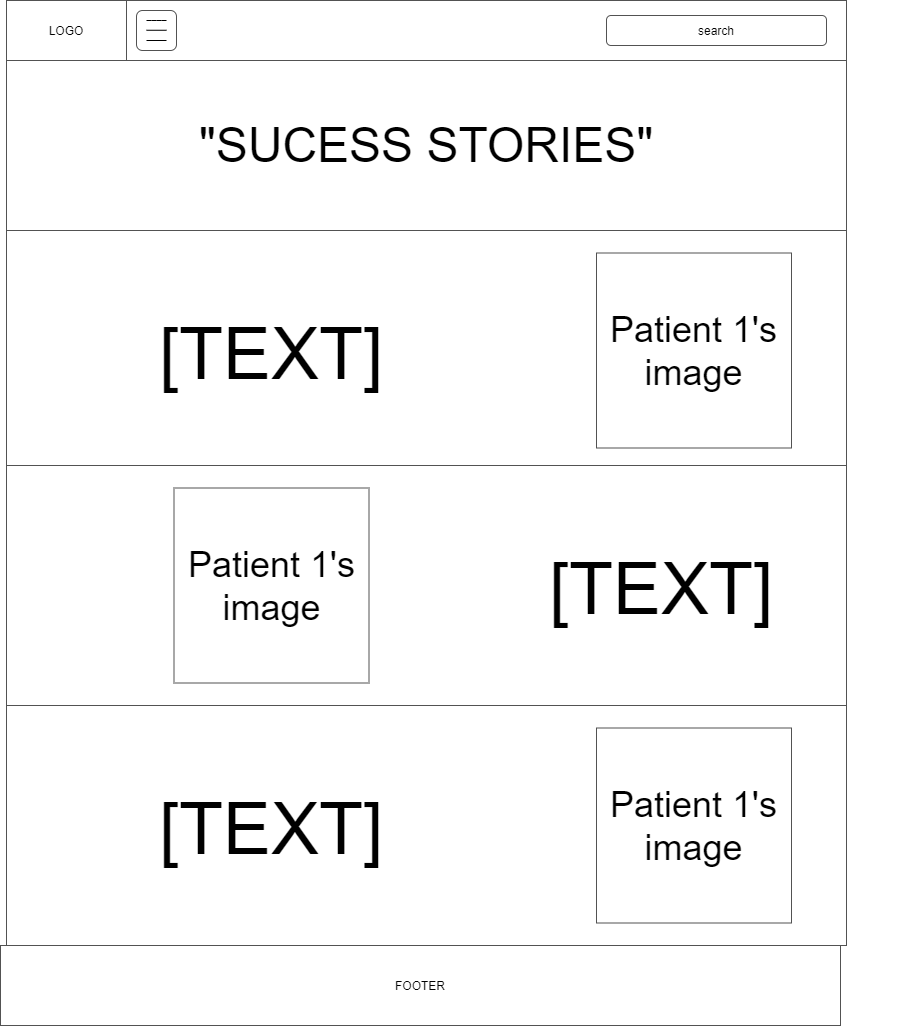 LOGO
search
"SUCESS STORIES"
[TEXT]
Patient 1's
image
Patient 1's
image
[TEXT]
[TEXT]
Patient 1's
image
FOOTER